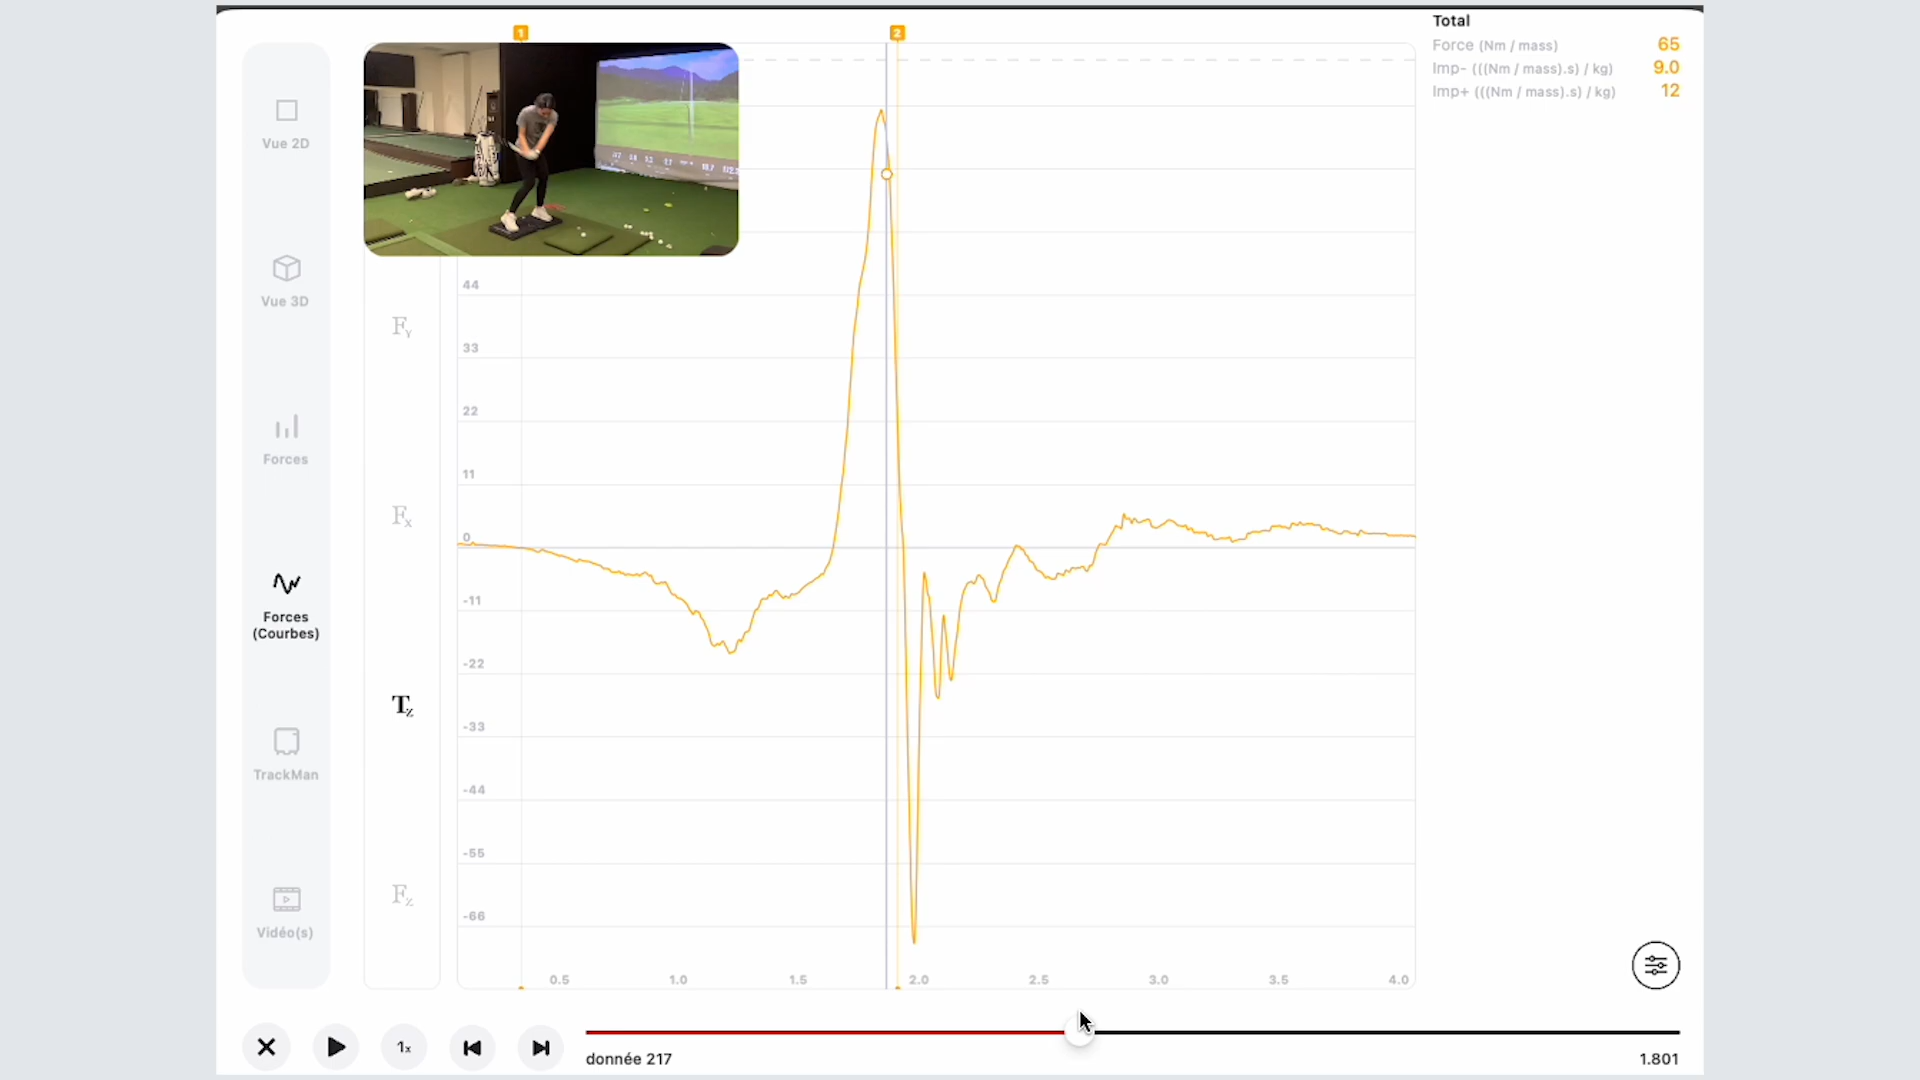 Total
Force (Nm / mass) 65
Imp- (((Nm / mass).s) / kg) 9.0
Imp+ (((Nm / mass).s) / kg) 12
1
2
Vue 2D
Vue 3D
Forces
Forces
(Courbes)
TrackMan
Vidéo(s)
Fy
Fx
Tz
Fz
44
33
22
11
0
-11
-22
-33
-44
-55
-66
0.5 1.0 1.5 2.0 2.5 3.0 3.5 4.0
1x
donnée 217
1.801